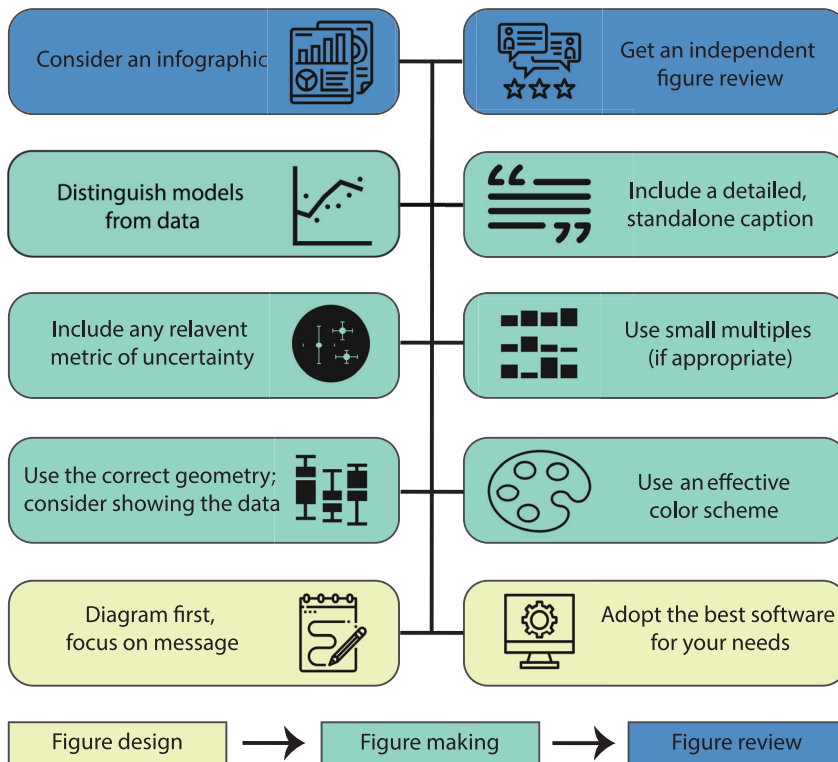 Consider an infographic
Get an independent
figure review
Distinguish models
from data
Include a detailed,
standalone caption
Include any relavent
metric of uncertainty
Use small multiples
(if appropriate)
Use the correct geometry;
consider showing the data
Use an effective
color scheme
Diagram first,
focus on message
Adopt the best software
for your needs
Figure design
Figure making
Figure review